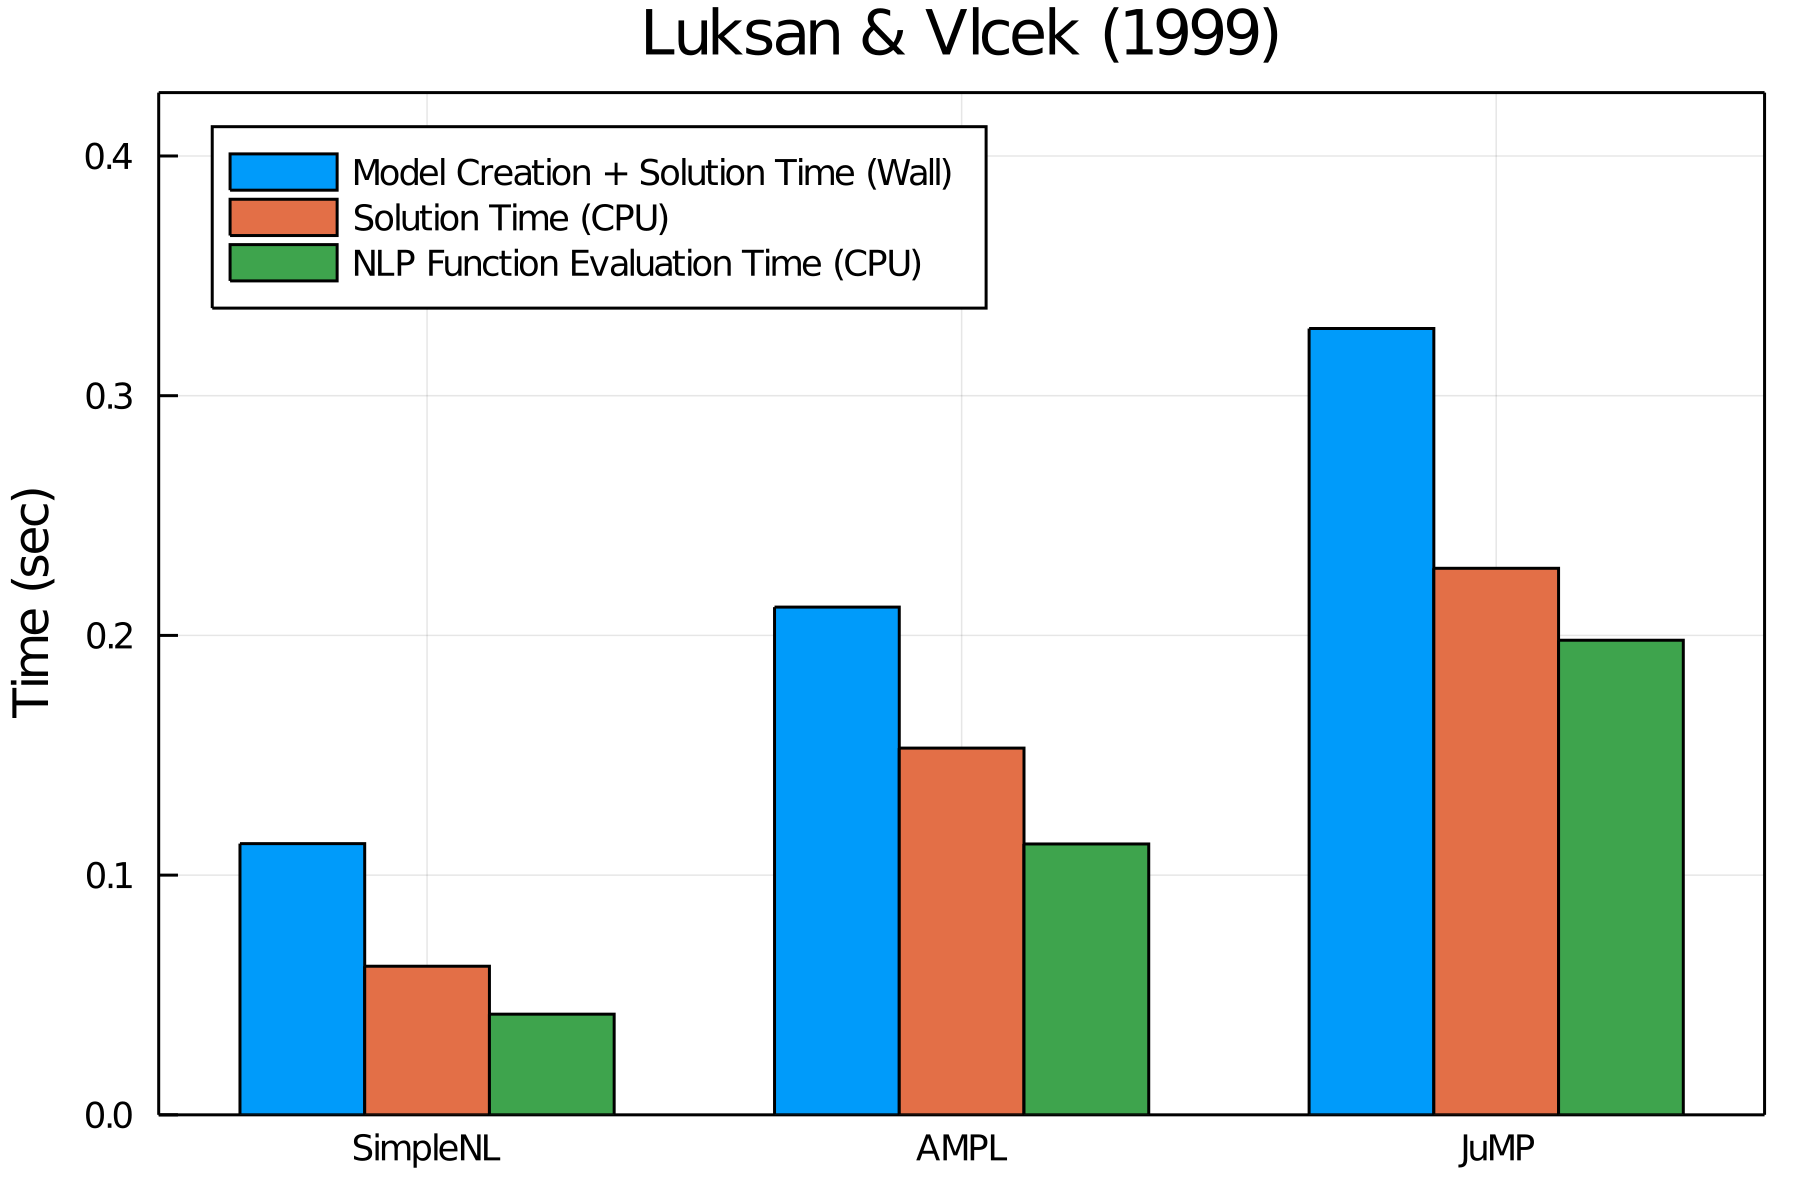 Luksan & Vlcek (1999)
Model Creation + Solution Time (Wall)
Solution Time (CPU)
NLP Function Evaluation Time (CPU)
Time (sec)
0.4
0.3
0.2
0.1
0.0
SimpleNL
AMPL
JuMP